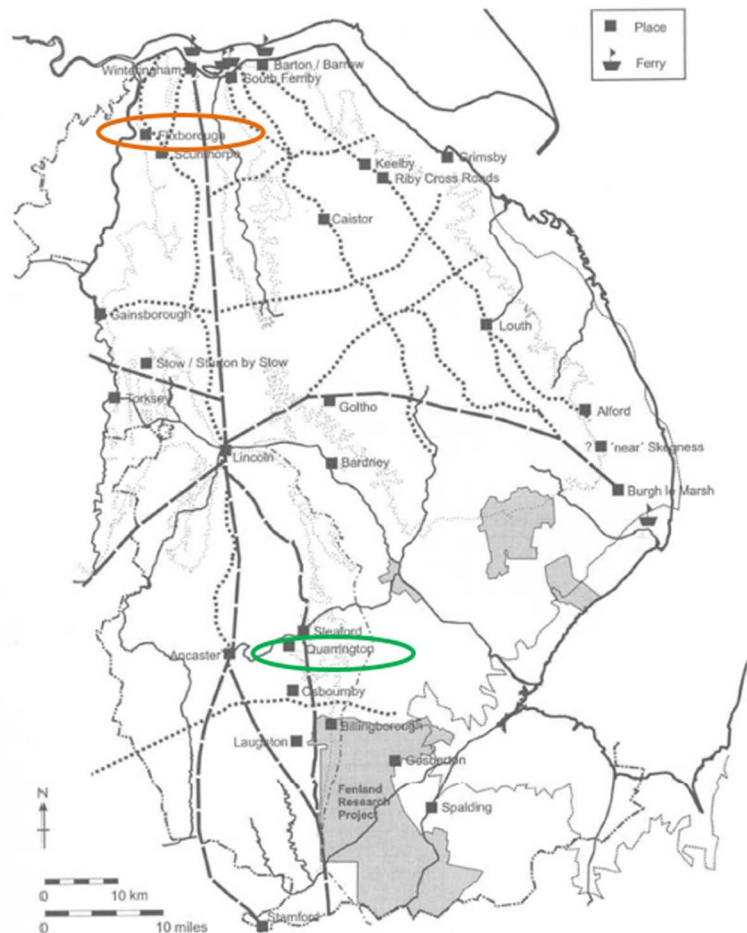 Place
Ferry
Winteringham
Barton / Barrow
South Ferriby
Flixborough
Scunthorpe
Keelby
Grimsby
Riby Cross Roads
Caistor
Gainsborough
Louth
Stow / Sturton by Stow
Torksey
Goltho
Alford
Lincoln
? 'near' Skegness
Bardney
Burgh le Marsh
Sleaford
Quarrington
Ancaster
Osbournby
Billingborough
Laugaton
Gosberton
Fenland
Research
Project
Spalding
N
0 10 km
0 10 miles
Stamford